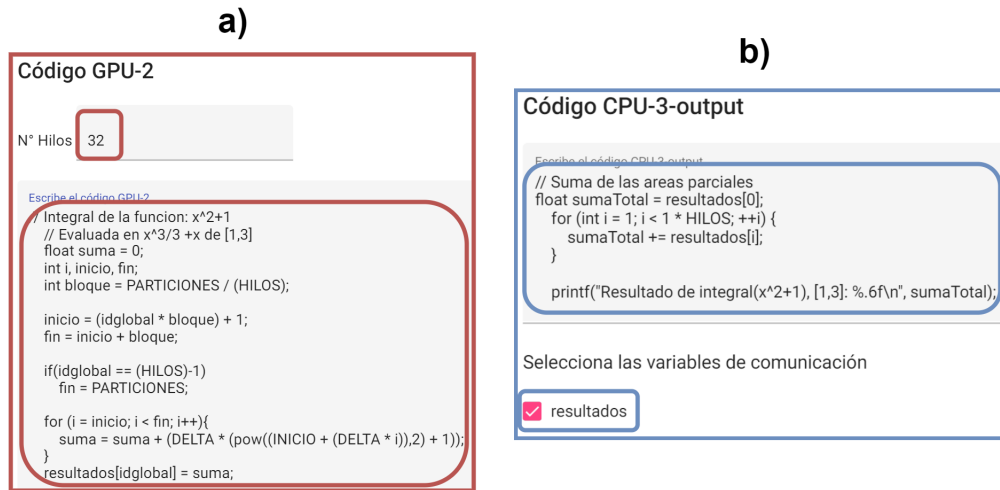 a)
Código GPU-2
N° Hilos 32
Escribe el código GPU-2
// Integral de la funcion: x^2+1
// Evaluada en x^3/3 +x de [1,3]
float suma = 0;
int i, inicio, fin;
int bloque = PARTICIONES / (HILOS);
inicio = (idglobal * bloque) + 1;
fin = inicio + bloque;
if(idglobal == (HILOS)-1)
fin = PARTICIONES;
for (i = inicio; i < fin; i++){
suma = suma + (DELTA * (pow((INICIO + (DELTA * i)),2) + 1));
}
resultados[idglobal] = suma;
b)
Código CPU-3-output
Escribe el código CPU-3-output
// Suma de las areas parciales
float sumaTotal = resultados[0];
for (int i = 1; i < 1 * HILOS; ++i) {
sumaTotal += resultados[i];
}
printf("Resultado de integral(x^2+1), [1,3]: %.6f\n", sumaTotal);
Selecciona las variables de comunicación
resultados